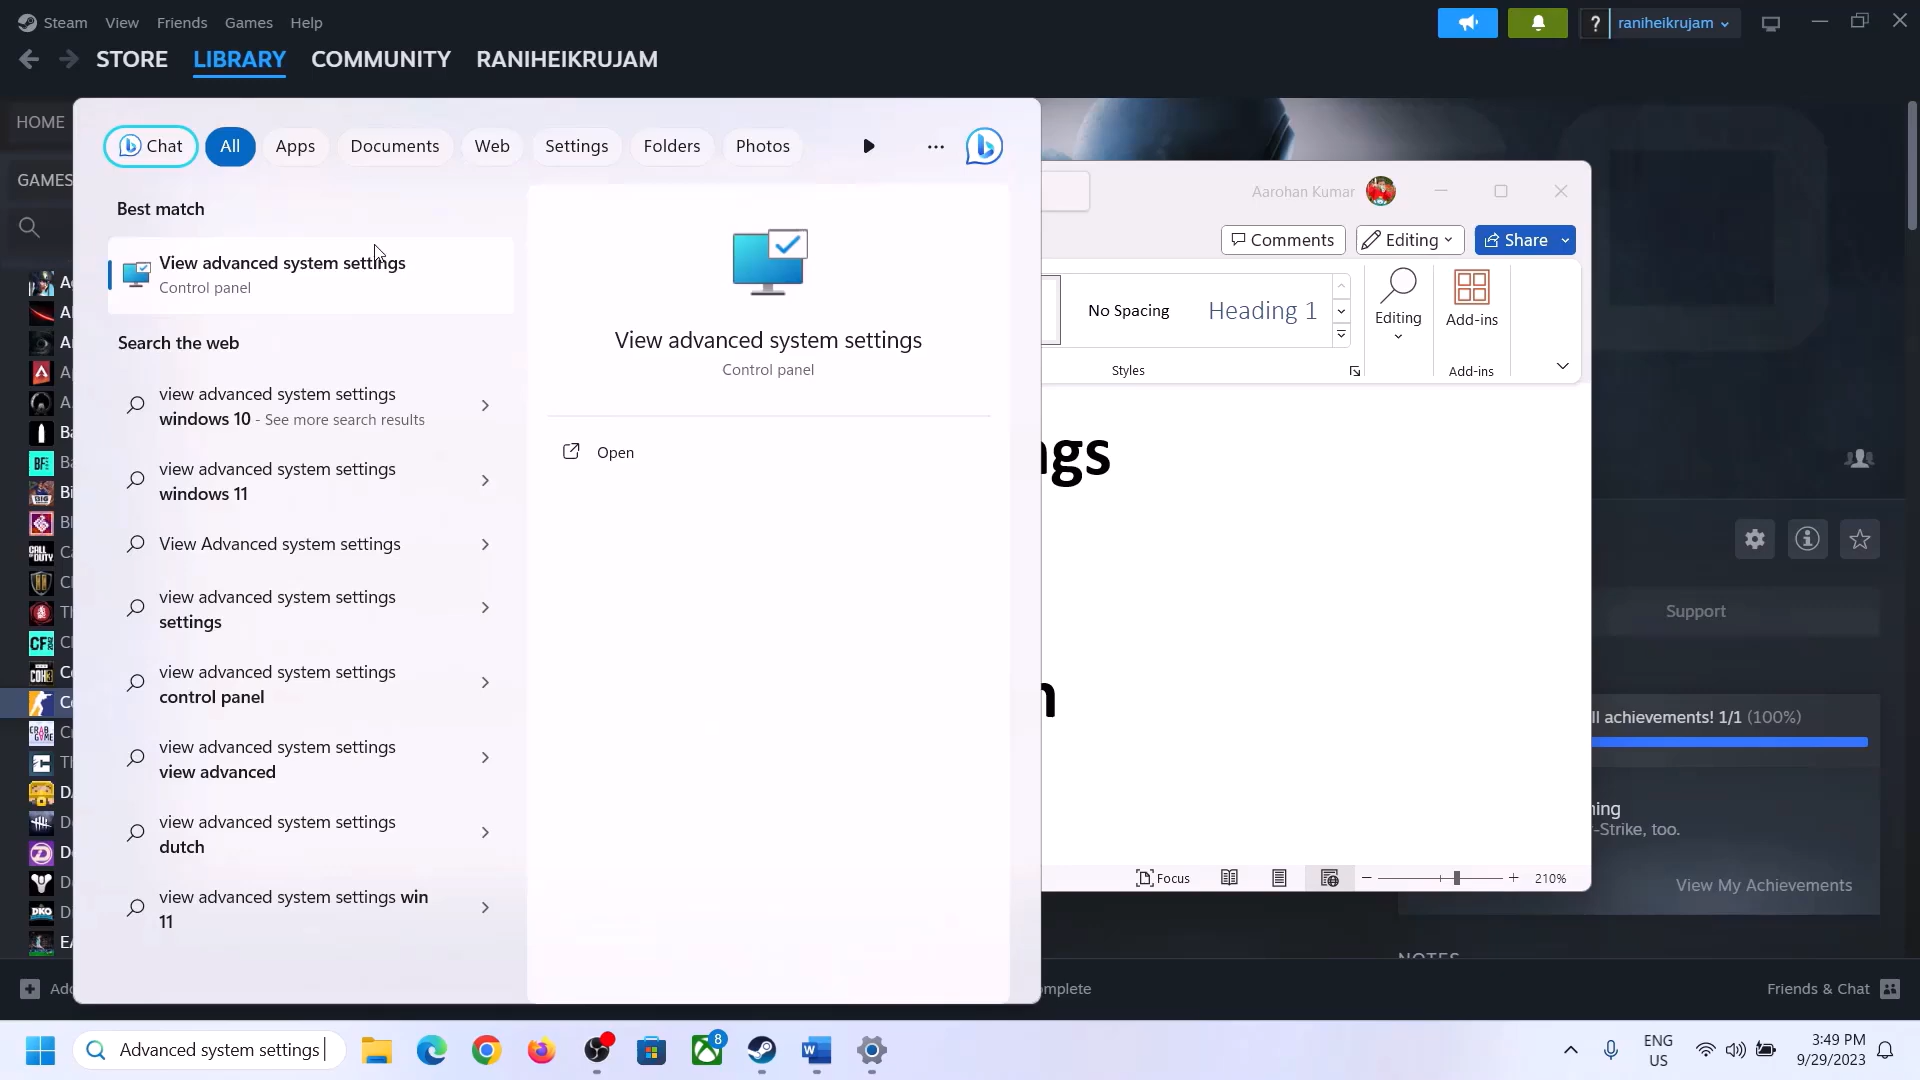 Steam View Friends Games Help
raniheikrujam
STORE LIBRARY COMMUNITY RANIHEIKRUJAM
HOME
GAMES
Chat All Apps Documents Web Settings Folders Photos
Best match
View advanced system settings
Control panel
Search the web
view advanced system settings
windows 10 - See more search results
view advanced system settings
windows 11
View Advanced system settings
view advanced system settings
settings
view advanced system settings
control panel
view advanced system settings
view advanced
view advanced system settings
dutch
view advanced system settings win
11
View advanced system settings
Control panel
Open
Aarohan Kumar
Comments Editing Share
No Spacing Heading 1
Editing
Add-ins
Styles
Add-ins
ngs
n
Focus
210%
Support
ll achievements! 1/1 (100%)
-Strike, too.
View My Achievements
NOTES
Friends & Chat
Advanced system settings
8
ENG
US
3:49 PM
9/29/2023